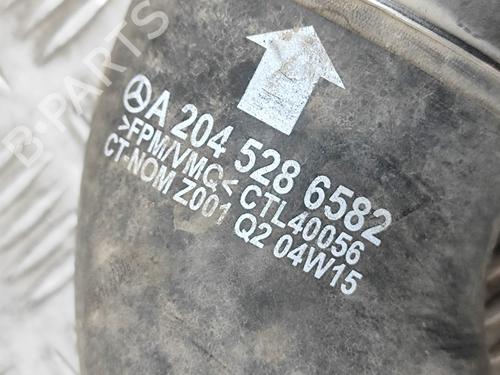 A 204 528 6582
>FPM/VMQ< CTL40056
CT-NOM Z001 Q2 04W15
B·PARTS